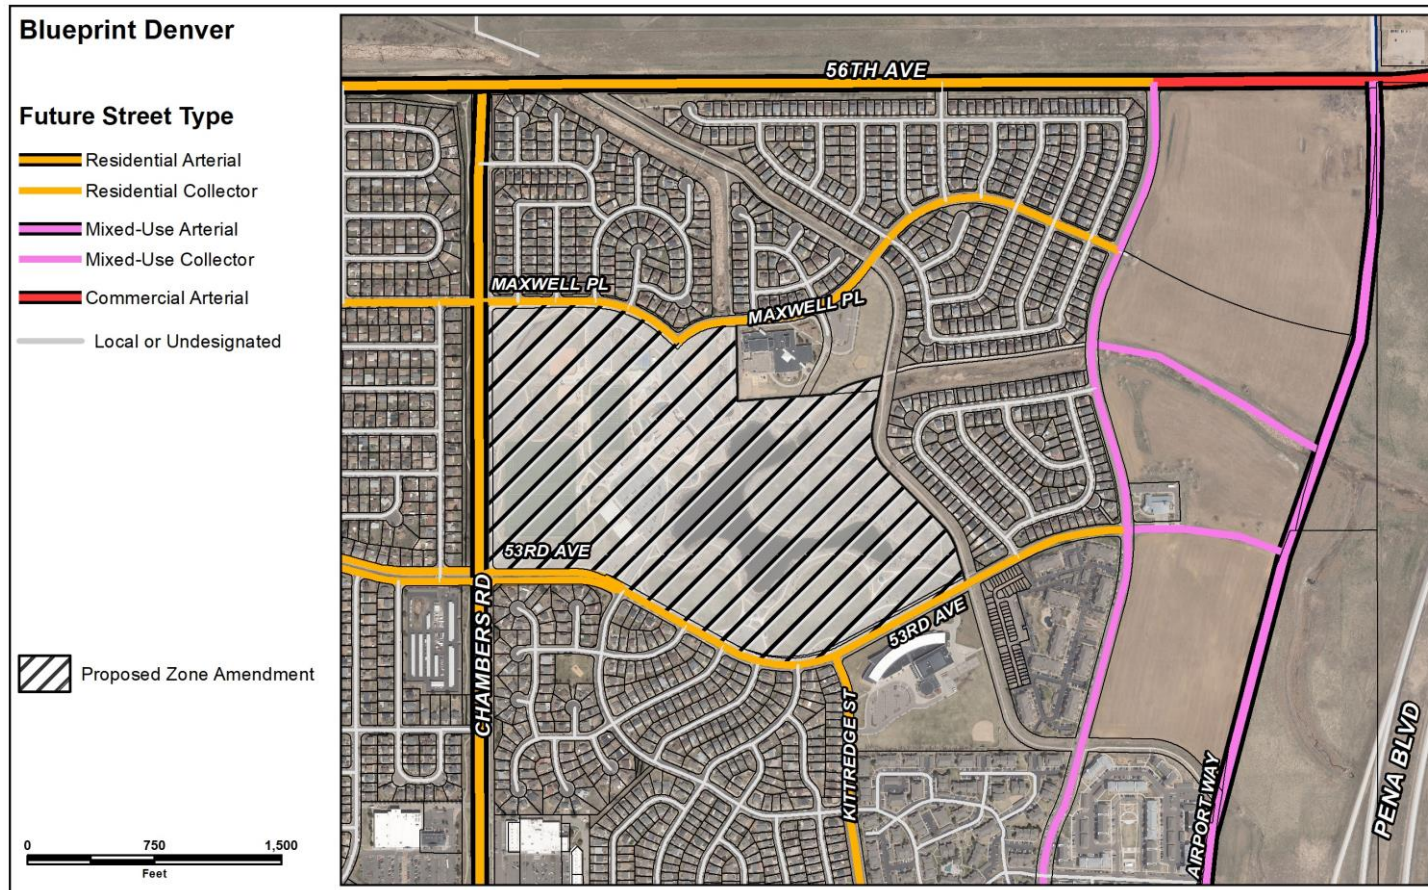 Blueprint Denver
Future Street Type
Residential Arterial
Residential Collector
Mixed-Use Arterial
Mixed-Use Collector
Commercial Arterial
Local or Undesignated
Proposed Zone Amendment
0 750 1,500
Feet
56TH AVE
MAXWELL PL
MAXWELL PL
53RD AVE
53RD AVE
CHAMBERS RD
KITTREDGE ST
AIRPORT WAY
PENA BLVD